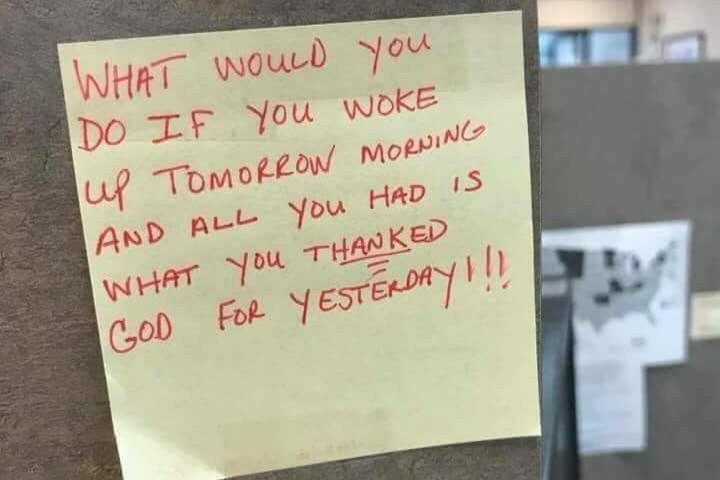 WHAT WOULD YOU
DO IF YOU WOKE
UP TOMORROW MORNING
AND ALL YOU HAD IS
WHAT YOU THANKED
GOD FOR YESTERDAY!!!